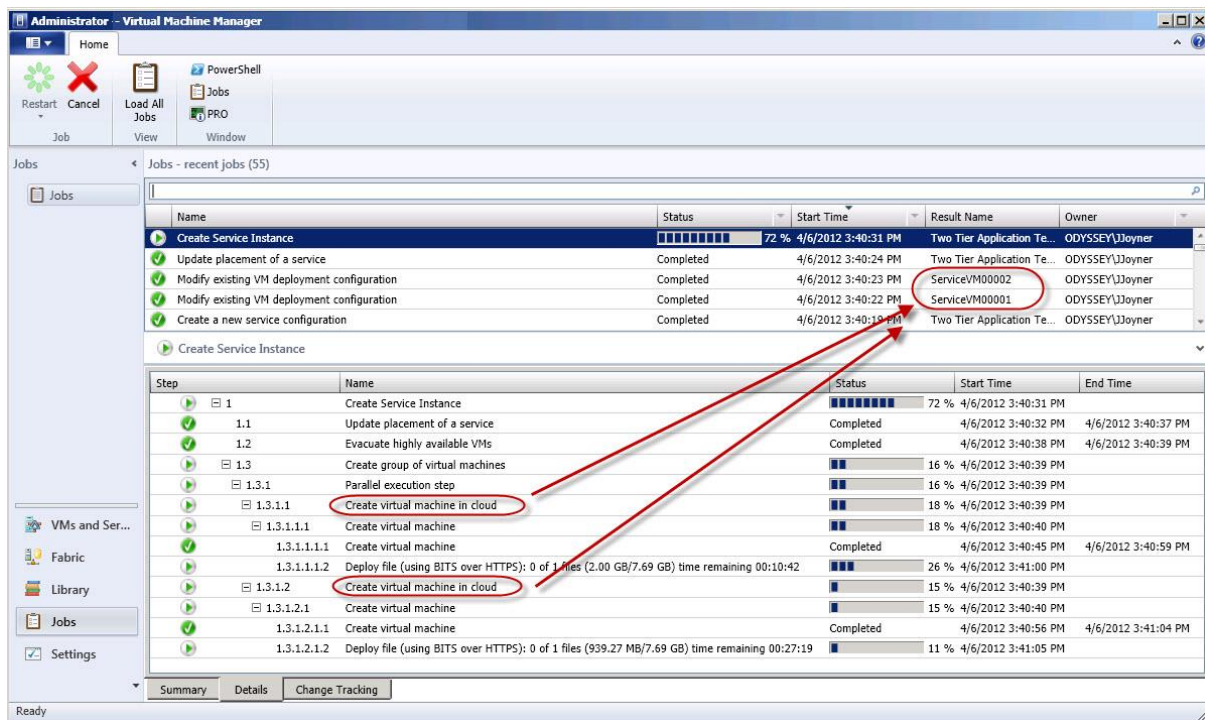 Administrator - - Virtual Machine Manager
Home
Restart Cancel Load All Jobs PowerShell
Jobs
PRO
Job View Window
Jobs
Jobs
Jobs - recent jobs (55)
Name Status Start Time Result Name Owner
Create Service Instance 72 % 4/6/2012 3:40:31 PM Two Tier Application Te... ODYSSEY\JJoyner
Update placement of a service Completed 4/6/2012 3:40:24 PM Two Tier Application Te... ODYSSEY\JJoyner
Modify existing VM deployment configuration Completed 4/6/2012 3:40:23 PM ServiceVM00002 ODYSSEY\JJoyner
Modify existing VM deployment configuration Completed 4/6/2012 3:40:22 PM ServiceVM00001 ODYSSEY\JJoyner
Create a new service configuration Completed 4/6/2012 3:40:19 PM Two Tier Application Te... ODYSSEY\JJoyner
Create Service Instance
Step Name Status Start Time End Time
1 Create Service Instance 72 % 4/6/2012 3:40:31 PM
1.1 Update placement of a service Completed 4/6/2012 3:40:32 PM 4/6/2012 3:40:37 PM
1.2 Evacuate highly available VMs Completed 4/6/2012 3:40:38 PM 4/6/2012 3:40:39 PM
1.3 Create group of virtual machines 16 % 4/6/2012 3:40:39 PM
1.3.1 Parallel execution step 16 % 4/6/2012 3:40:39 PM
1.3.1.1 Create virtual machine in cloud 18 % 4/6/2012 3:40:39 PM
1.3.1.1.1 Create virtual machine 18 % 4/6/2012 3:40:40 PM
1.3.1.1.1.1 Create virtual machine Completed 4/6/2012 3:40:45 PM 4/6/2012 3:40:59 PM
1.3.1.1.1.2 Deploy file (using BITS over HTTPS): 0 of 1 files (2.00 GB/7.69 GB) time remaining 00:10:42 26 % 4/6/2012 3:41:00 PM
1.3.1.2 Create virtual machine in cloud 15 % 4/6/2012 3:40:39 PM
1.3.1.2.1 Create virtual machine 15 % 4/6/2012 3:40:40 PM
1.3.1.2.1.1 Create virtual machine Completed 4/6/2012 3:40:56 PM 4/6/2012 3:41:04 PM
1.3.1.2.1.2 Deploy file (using BITS over HTTPS): 0 of 1 files (939.27 MB/7.69 GB) time remaining 00:27:19 11 % 4/6/2012 3:41:05 PM
VMs and Ser...
Fabric
Library
Jobs
Settings
Summary Details Change Tracking
Ready